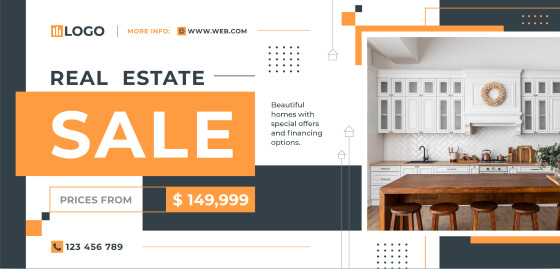 LOGO
MORE INFO:
WWW.WEB.COM
REAL ESTATE
SALE
Beautiful
homes with
special offers
and financing
options.
PRICES FROM
$ 149,999
123 456 789